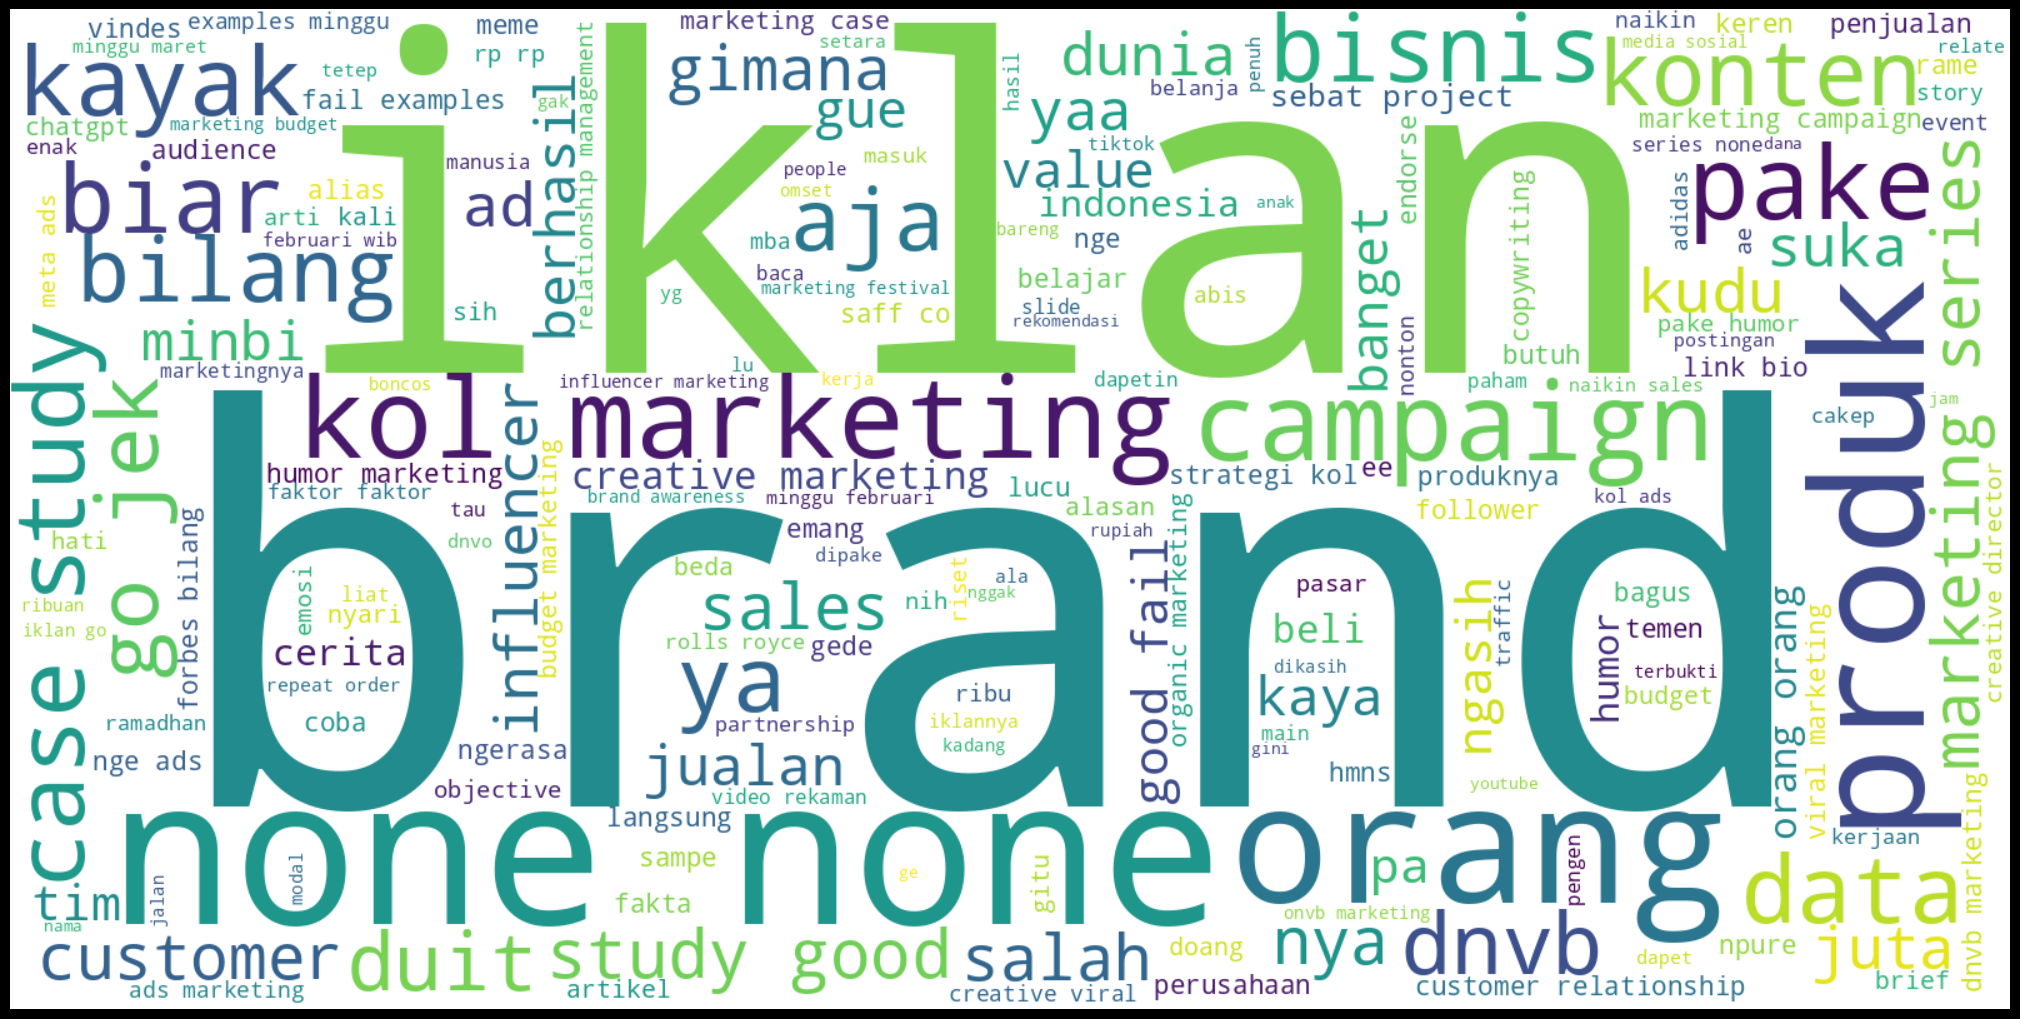 vindes
examples minggu
meme
marketing case
naikin
keren
penjualan
minggu maret
rp rp
setara
dunia
penuh
bisnis
media sosial
relate
kayak
tetep
iklan
gimana
hasil
belanja
konten
rame
fail examples
gak
relationship management
sebat project
story
chatgpt
marketing budget
berhasil
gue
yaa
marketing campaign
event
enak
audience
manusia
people
masuk
tiktok
endorse
series none
dana
biar
alias
ad
omset
value
copywriting
adidas
pake
series
arti kali
aja
indonesia
anak
februari wib
mba
bareng
nge
banget
ae
suka
meta ads
bilang
baca
marketing festival
belajar
abis
kudu
sih
yg
saff co
slide
rekomendasi
nonton
pake humor
postingan
minbi
lu
butuh
link bio
marketingnya
boncos
influencer marketing
kerja
dapetin
paham
naikin sales
produk
jam
case study
go jek
kol
influencer
marketing
campaign
cakep
humor marketing
creative marketing
strategi kol
ee
produknya
faktor faktor
budget marketing
brand awareness
minggu februari
lucu
kol ads
marketing
creative director
tau
emang
alasan
rupiah
follower
hati
forbes bilang
dnvo
brand
dipake
good fail
organic marketing
emosi
liat
beda
riset
ala
pasar
traffic
bagus
ribuan
nyari
sales
nih
nggak
beli
ngasih
humor
temen
orang orang
viral marketing
iklan go
cerita
rolls royce
gede
dikasih
terbukti
repeat order
ya
ribu
kaya
budget
ramadhan
coba
partnership
iklannya
main
nge ads
ngerasa
jualan
kadang
gini
hmns
youtube
objective
video rekaman
dnvb marketing
none none
langsung
orang
kerjaan
sampe
pa
pengen
data
tim
jalan
modal
ge
gitu
nama
fakta
onvb marketing
customer
duit
study good
salah
doang
nya
dnvb
npure
juta
dapet
ads marketing
artikel
creative viral
perusahaan
customer relationship
brief